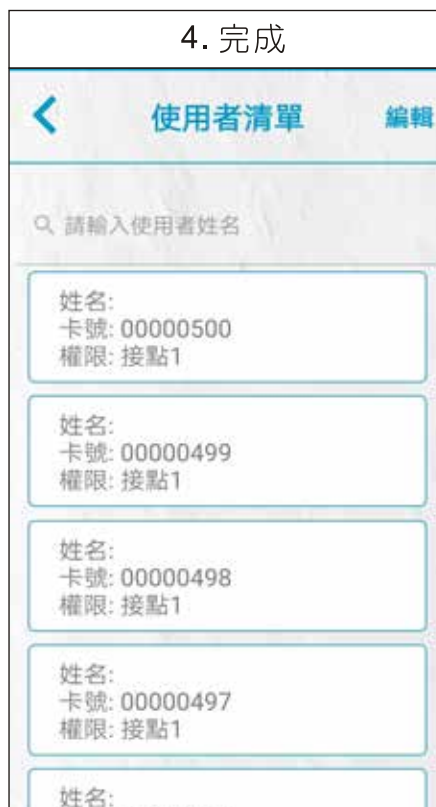 4. 完成
使用者清單
編輯
請輸入使用者姓名
姓名:
卡號: 00000500
權限: 接點1
姓名:
卡號: 00000499
權限: 接點1
姓名:
卡號: 00000498
權限: 接點1
姓名:
卡號: 00000497
權限: 接點1
姓名: